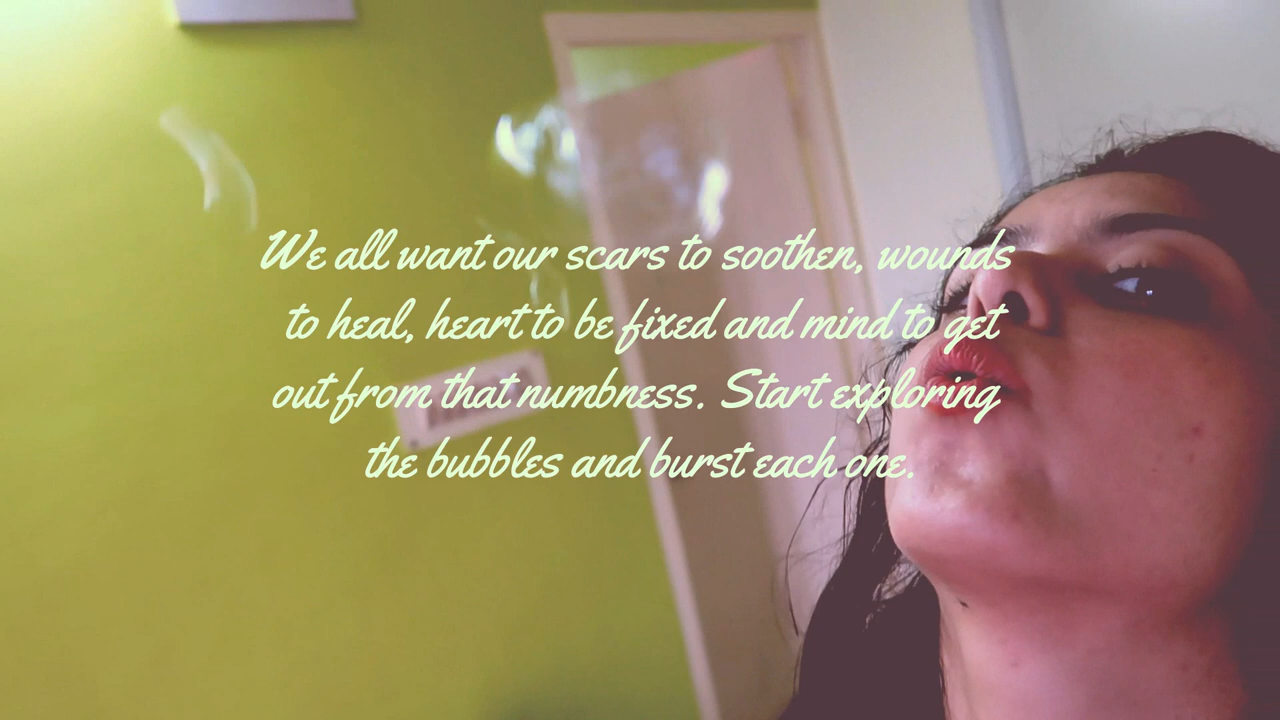 We all want our scars to soothen, wounds
to heal, heart to be fixed and mind to get
out from that numbness. Start exploring
the bubbles and burst each one.